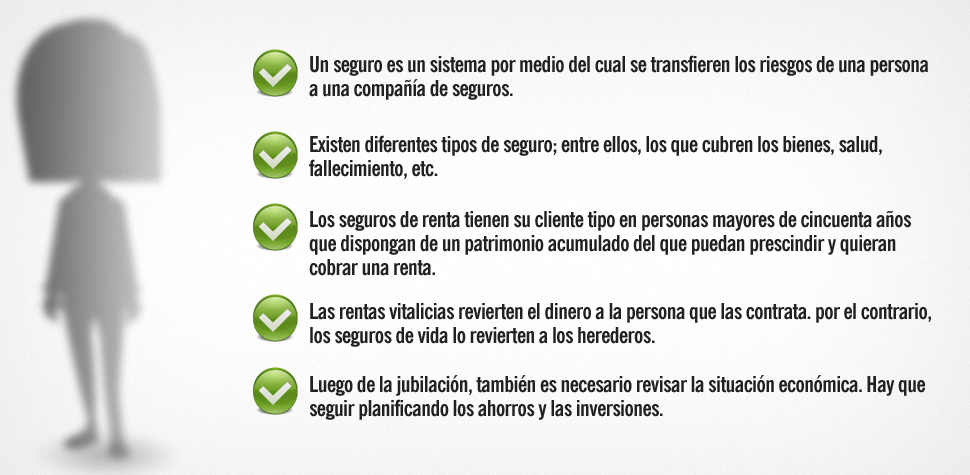 Un seguro es un sistema por medio del cual se transfieren los riesgos de una persona
a una compañía de seguros.
Existen diferentes tipos de seguro; entre ellos, los que cubren los bienes, salud,
fallecimiento, etc.
Los seguros de renta tienen su cliente tipo en personas mayores de cincuenta años
que dispongan de un patrimonio acumulado del que puedan prescindir y quieran
cobrar una renta.
Las rentas vitalicias revierten el dinero a la persona que las contrata. por el contrario,
los seguros de vida lo revierten a los herederos.
Luego de la jubilación, también es necesario revisar la situación económica. Hay que
seguir planificando los ahorros y las inversiones.